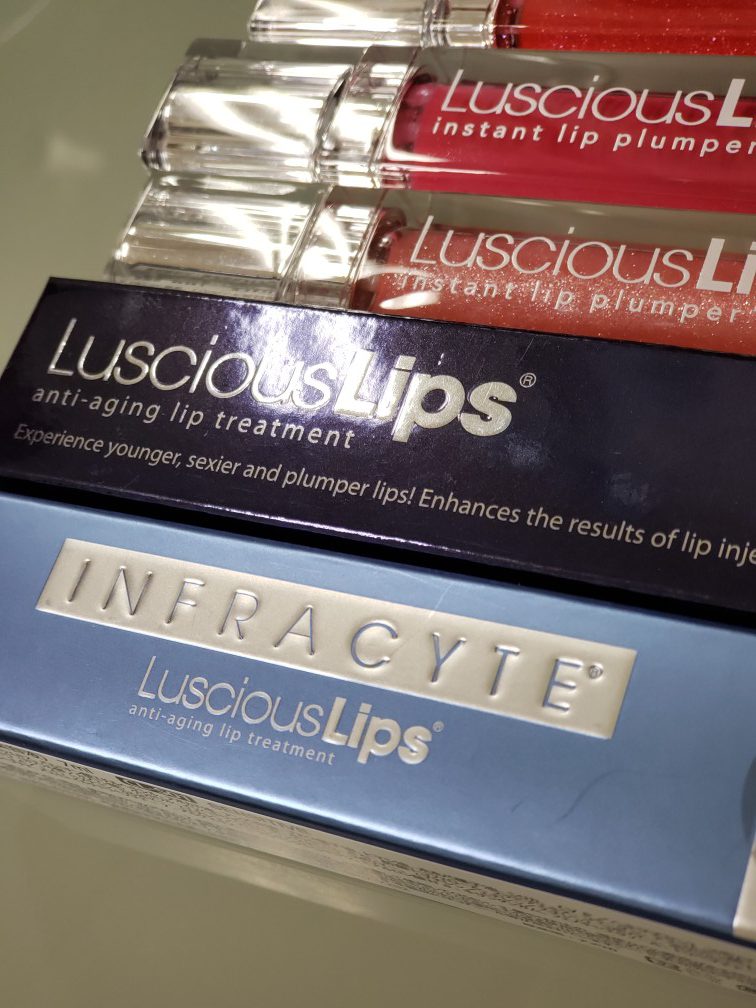 LusciousL
instant lip plumper
LusciousLi
instant lip plumper
LusciousLips®
anti-aging lip treatment
Experience younger, sexier and plumper lips! Enhances the results of lip inje
INFRACYTE®
LusciousLips®
anti-aging lip treatment